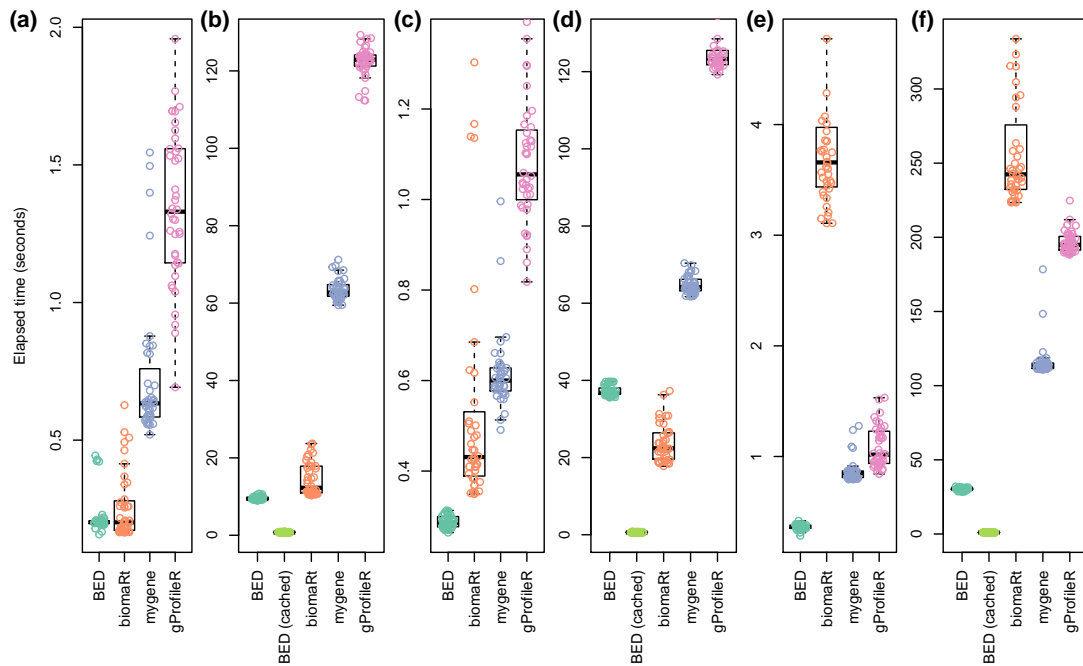 (a)
(b)
(c)
(d)
(e)
(f)
Elapsed time (seconds)
2.0
1.5
1.0
0.5
BED
biomaRt
mygene
gProfileR
120
100
80
60
40
20
0
BED
BED (cached)
biomaRt
mygene
gProfileR
1.2
1.0
0.8
0.6
0.4
BED
biomaRt
mygene
gProfileR
120
100
80
60
40
20
0
BED
BED (cached)
biomaRt
mygene
gProfileR
4
3
2
1
BED
biomaRt
mygene
gProfileR
300
250
200
150
100
50
0
BED
BED (cached)
biomaRt
mygene
gProfileR